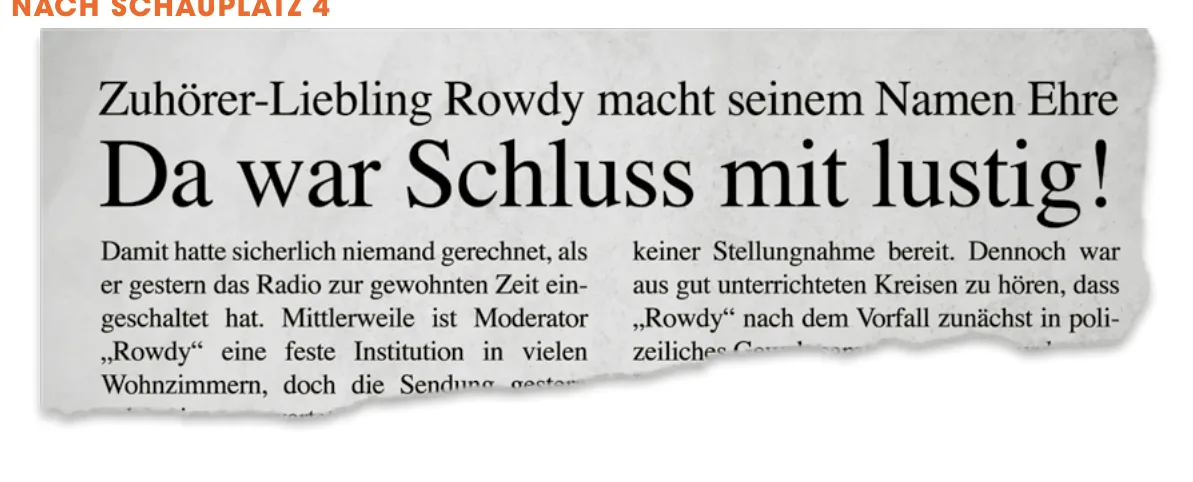 NACH SCHAUPLATZ 4
Zuhörer-Liebling Rowdy macht seinem Namen Ehre
Da war Schluss mit lustig!
Damit hatte sicherlich niemand gerechnet, als
er gestern das Radio zur gewohnten Zeit ein-
geschaltet hat. Mittlerweile ist Moderator
„Rowdy“ eine feste Institution in vielen
Wohnzimmern, doch die Sendung
keiner Stellungnahme bereit. Dennoch war
aus gut unterrichteten Kreisen zu hören, dass
„Rowdy“ nach dem Vorfall zunächst in poli-
zeiliches